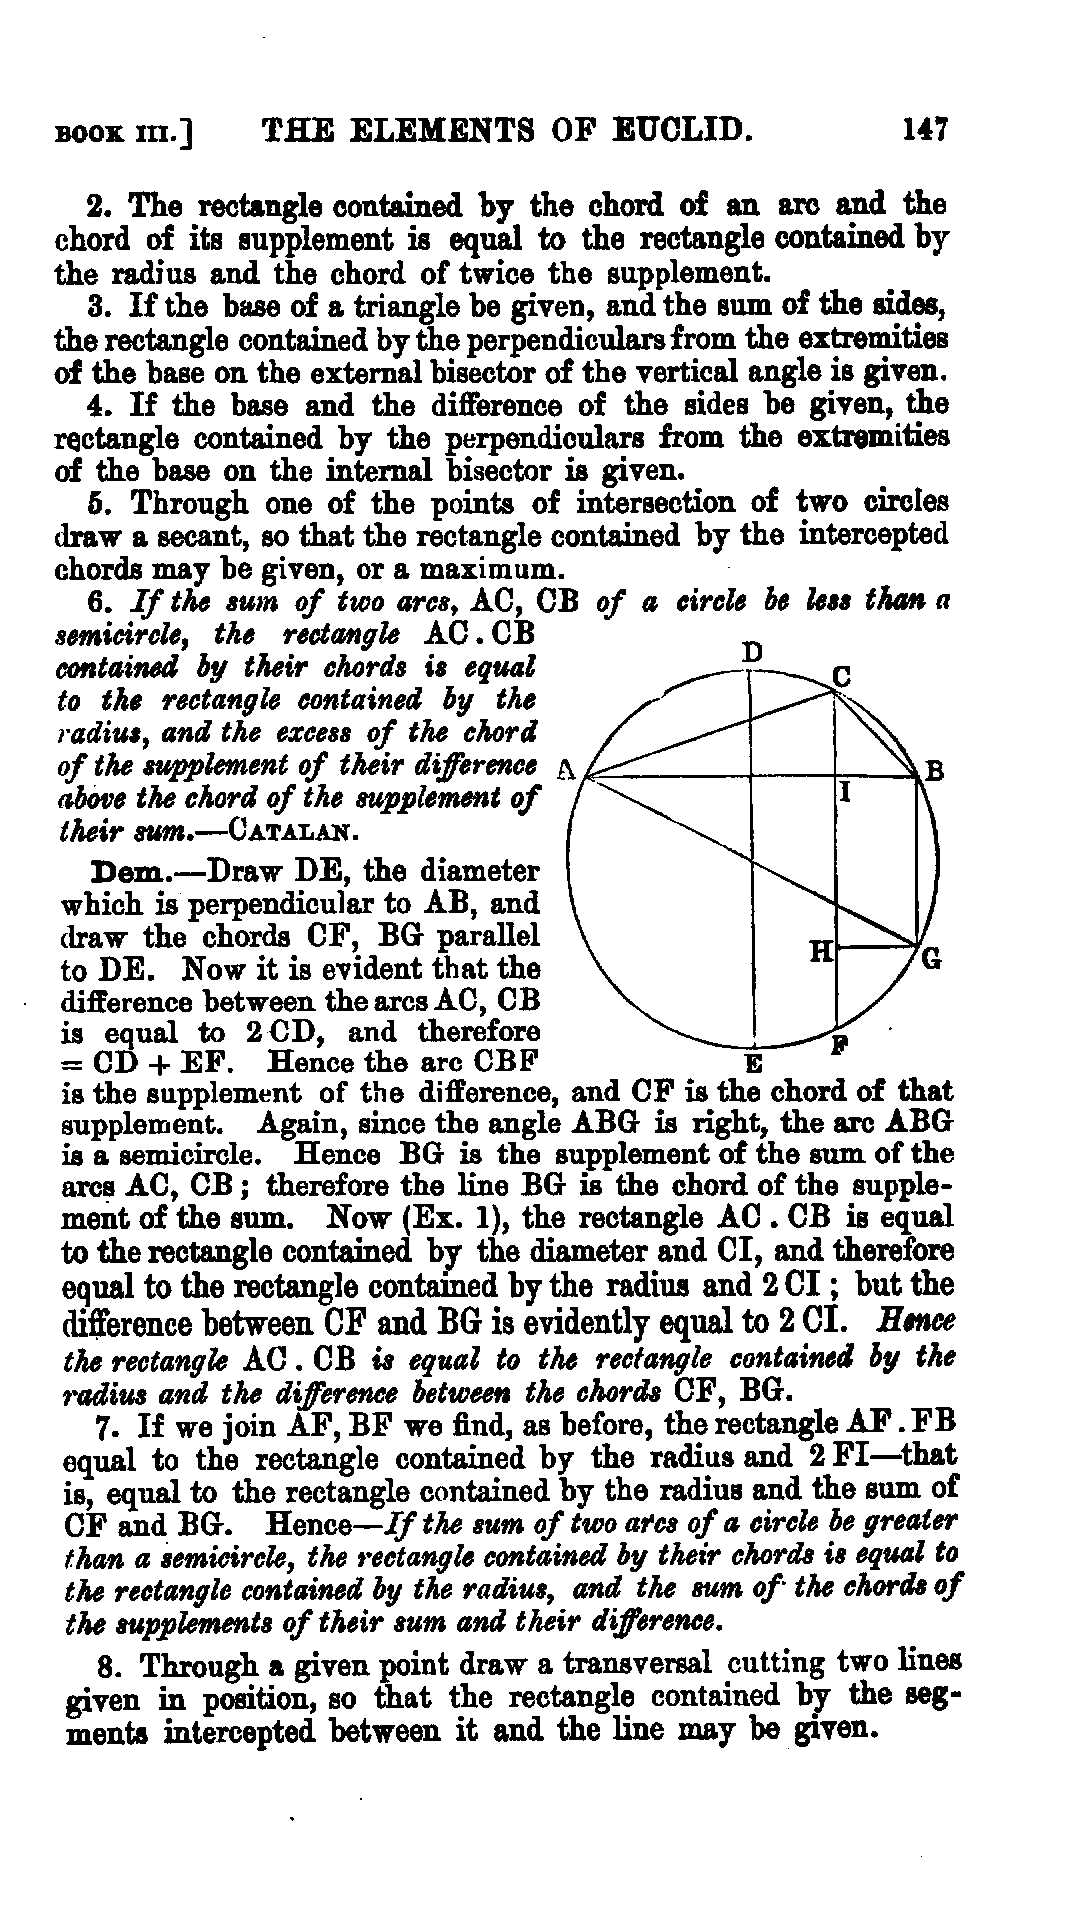 BOOK III.] THE ELEMENTS OF EUCLID. 147
2. The rectangle contained by the chord of an arc and the
chord of its supplement is equal to the rectangle contained by
the radius and the chord of twice the supplement.
3. If the base of a triangle be given, and the sum of the sides,
the rectangle contained by the perpendiculars from the extremities
of the base on the external bisector of the vertical angle is given.
4. If the base and the difference of the sides be given, the
rectangle contained by the perpendiculars from the extremities
of the base on the internal bisector is given.
5. Through one of the points of intersection of two circles
draw a secant, so that the rectangle contained by the intercepted
chords may be given, or a maximum.
6. If the sum of two arcs, AC, CB of a circle be less than a
semicircle, the rectangle AC . CB
contained by their chords is equal
to the rectangle contained by the
radius, and the excess of the chord
of the supplement of their difference
above the chord of the supplement of
their sum.—CATALAN.
Dem.—Draw DE, the diameter
which is perpendicular to AB, and
draw the chords CF, BG parallel
to DE. Now it is evident that the
difference between the arcs AC, CB
is equal to 2 CD, and therefore
= CD + EF. Hence the arc CBF
D
C
A
B
I
H
G
F
E
is the supplement of the difference, and CF is the chord of that
supplement. Again, since the angle ABG is right, the arc ABG
is a semicircle. Hence BG is the supplement of the sum of the
arcs AC, CB ; therefore the line BG is the chord of the supple-
ment of the sum. Now (Ex. 1), the rectangle AC . CB is equal
to the rectangle contained by the diameter and CI, and therefore
equal to the rectangle contained by the radius and 2 CI ; but the
difference between CF and BG is evidently equal to 2 CI. Hence
the rectangle AC . CB is equal to the rectangle contained by the
radius and the difference between the chords CF, BG.
7. If we join AF, BF we find, as before, the rectangle AF . FB
equal to the rectangle contained by the radius and 2 FI—that
is, equal to the rectangle contained by the radius and the sum of
CF and BG. Hence—If the sum of two arcs of a circle be greater
than a semicircle, the rectangle contained by their chords is equal to
the rectangle contained by the radius, and the sum of the chords of
the supplements of their sum and their difference.
8. Through a given point draw a transversal cutting two lines
given in position, so that the rectangle contained by the seg-
ments intercepted between it and the line may be given.